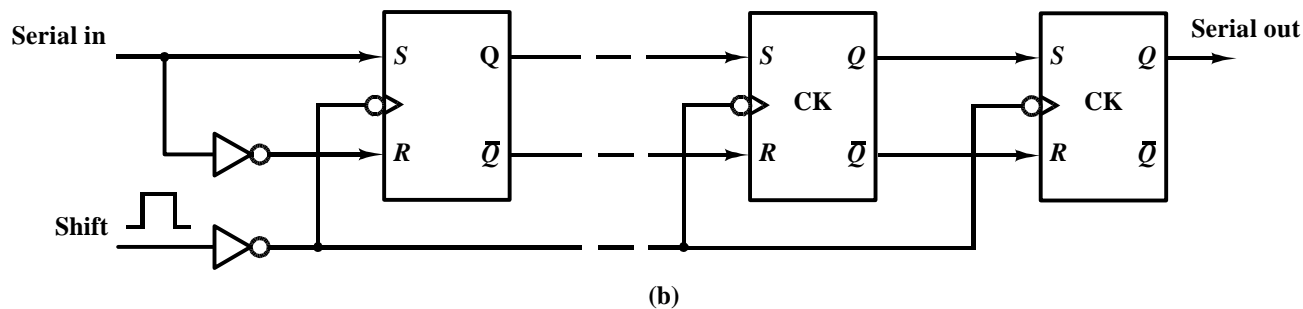 Serial in
S Q
R Q̅
Shift
S Q
CK
R Q̅
S Q
CK
R Q̅
Serial out
(b)